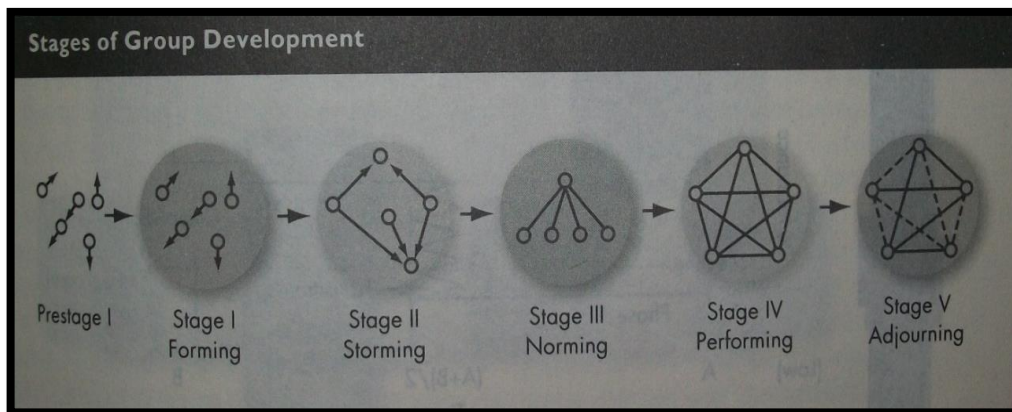 Stages of Group Development
Prestage I
Stage I
Forming
Stage II
Storming
Stage III
Norming
Stage IV
Performing
Stage V
Adjourning